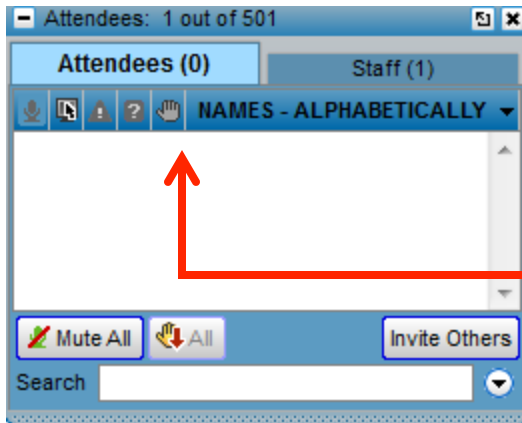 Attendees: 1 out of 501
Attendees (0) Staff (1)
? NAMES - ALPHABETICALLY
Mute All All Invite Others
Search